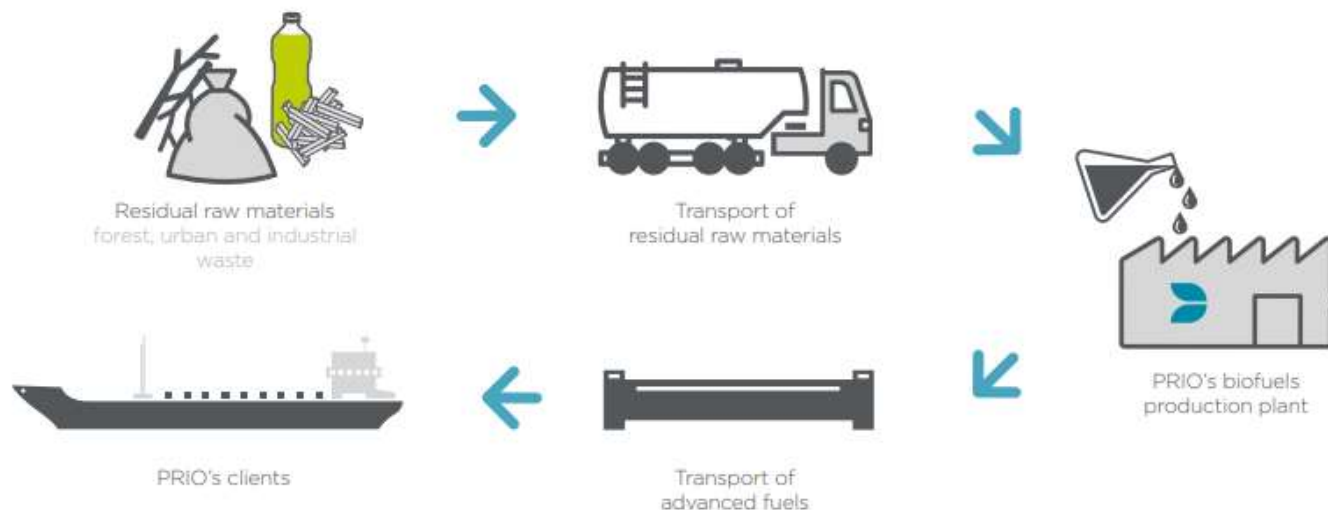 Residual raw materials
forest, urban and industrial
waste
Transport of
residual raw materials
PRIO's biofuels
production plant
Transport of
advanced fuels
PRIO's clients